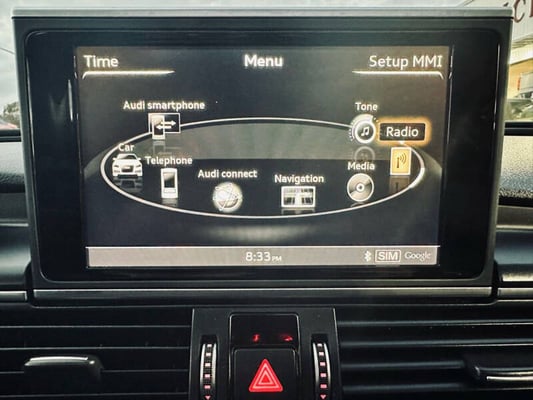 Time Menu Setup MMI
Audi smartphone
Tone
Radio
Car
Telephone
Audi connect
Navigation
Media
8:33PM
SIM Google